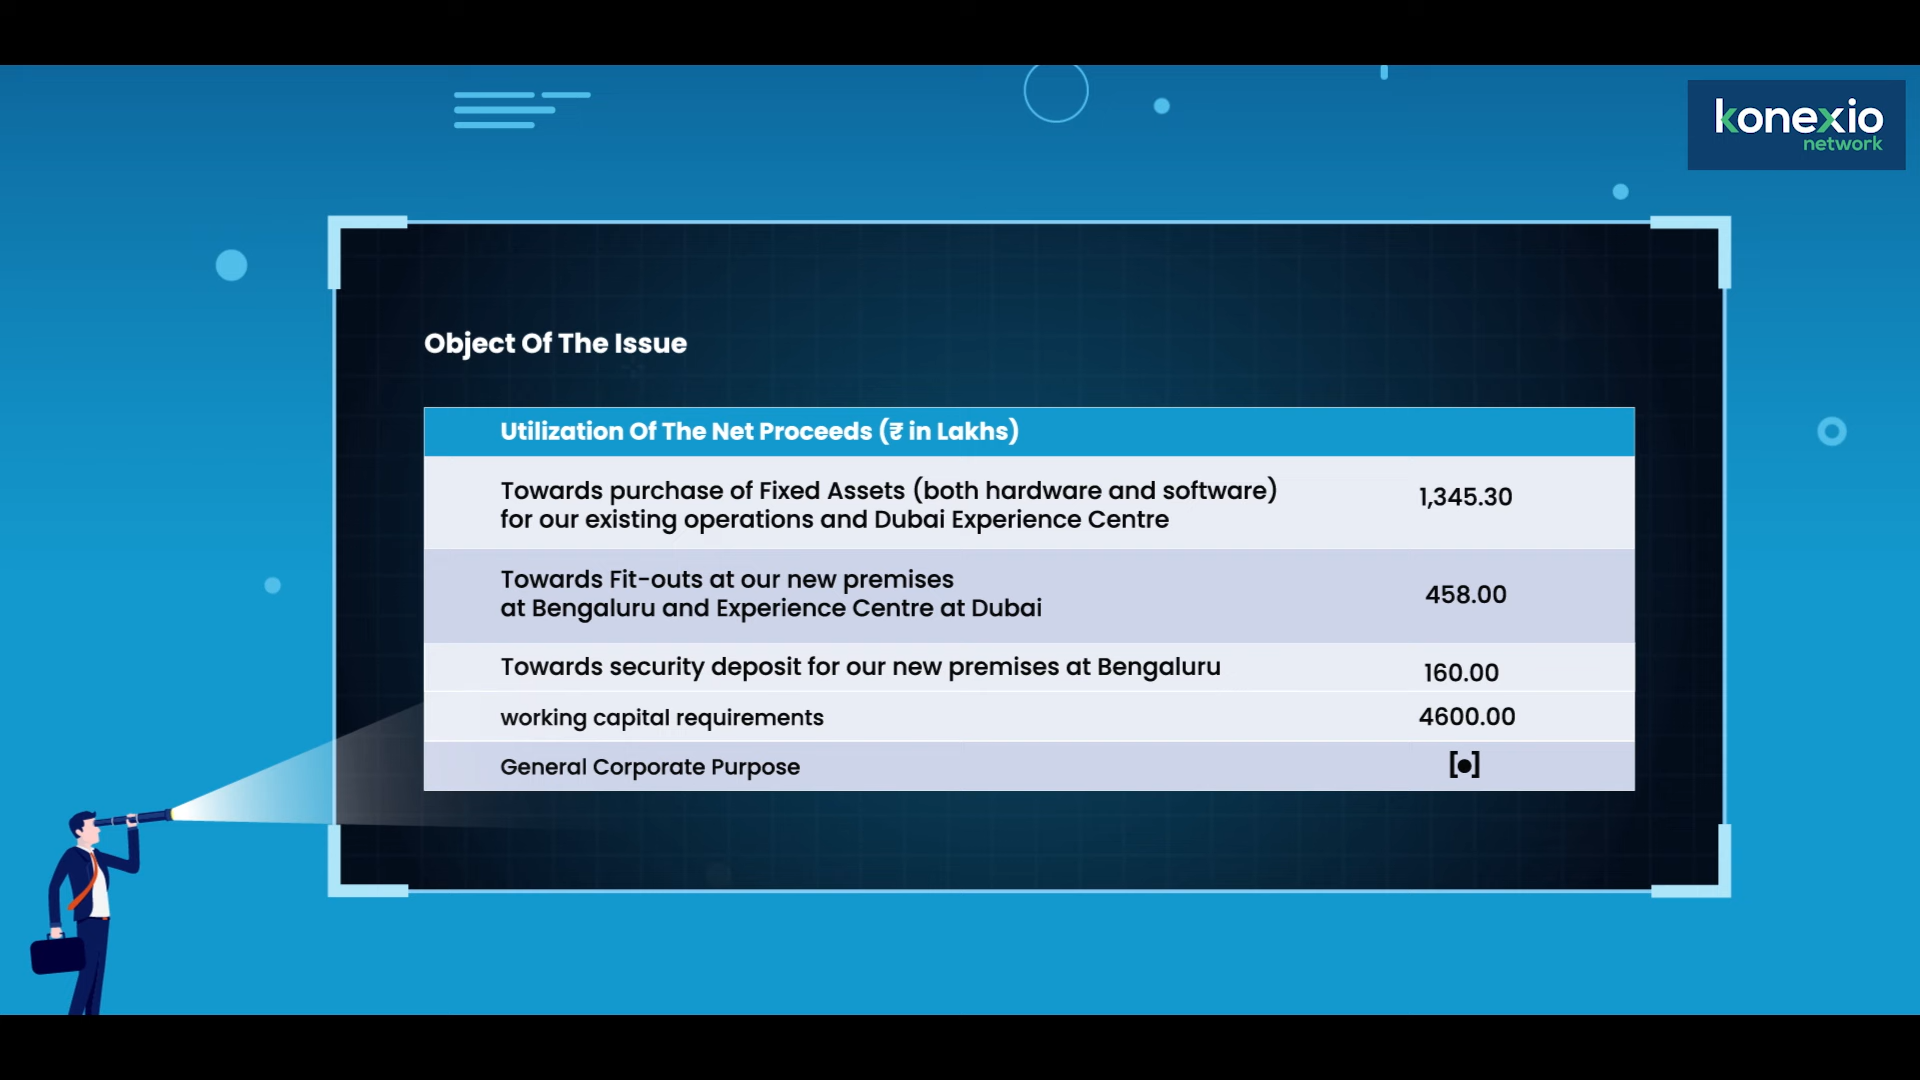 konexio
network
Object Of The Issue
Utilization Of The Net Proceeds (₹ in Lakhs)
Towards purchase of Fixed Assets (both hardware and software)
for our existing operations and Dubai Experience Centre
1,345.30
Towards Fit-outs at our new premises
at Bengaluru and Experience Centre at Dubai
458.00
Towards security deposit for our new premises at Bengaluru
160.00
working capital requirements
4600.00
General Corporate Purpose
[●]